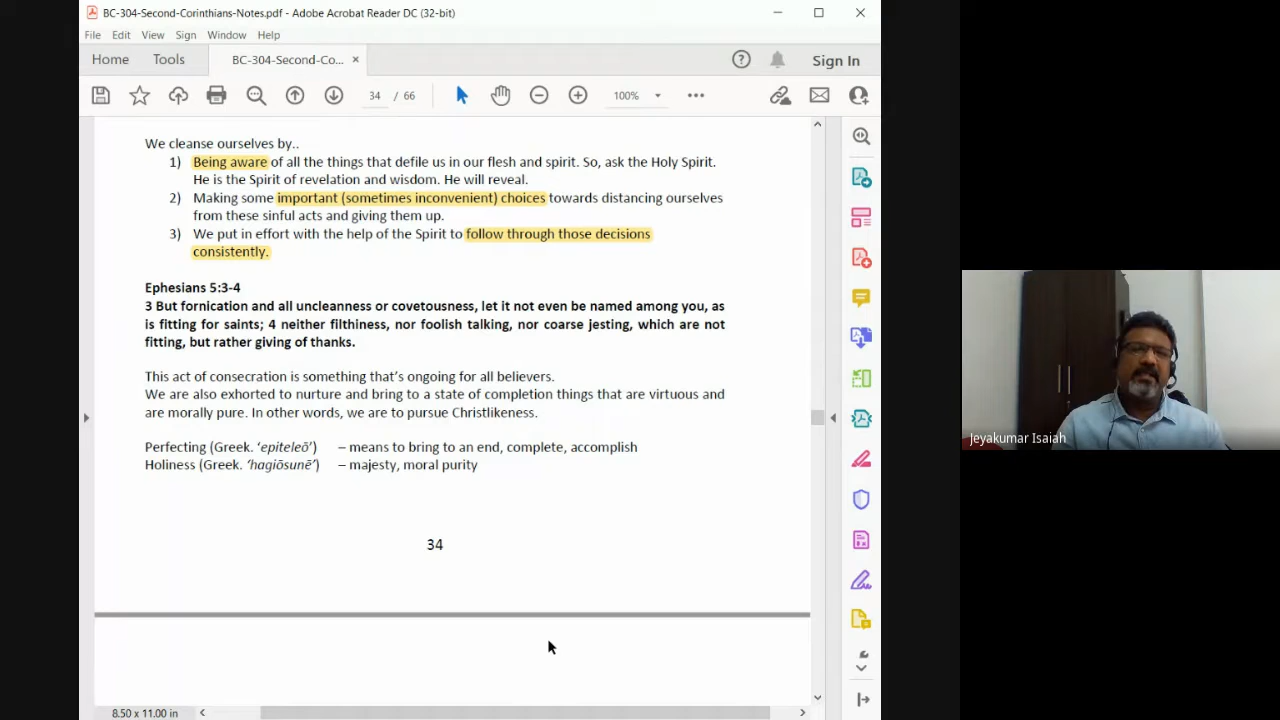 BC-304-Second-Corinthians-Notes.pdf - Adobe Acrobat Reader DC (32-bit)
File Edit View Sign Window Help
Home Tools BC-304-Second-Co... × Sign In
34 / 66 100%
We cleanse ourselves by..
1) Being aware of all the things that defile us in our flesh and spirit. So, ask the Holy Spirit.
He is the Spirit of revelation and wisdom. He will reveal.
2) Making some important (sometimes inconvenient) choices towards distancing ourselves
from these sinful acts and giving them up.
3) We put in effort with the help of the Spirit to follow through those decisions
consistently.
Ephesians 5:3-4
3 But fornication and all uncleanness or covetousness, let it not even be named among you, as
is fitting for saints; 4 neither filthiness, nor foolish talking, nor coarse jesting, which are not
fitting, but rather giving of thanks.
This act of consecration is something that's ongoing for all believers.
We are also exhorted to nurture and bring to a state of completion things that are virtuous and
are morally pure. In other words, we are to pursue Christlikeness.
Perfecting (Greek. ‘epiteleō’) – means to bring to an end, complete, accomplish
Holiness (Greek. ‘hagiōsunē’) – majesty, moral purity
34
8.50 x 11.00 in
Jeyakumar Isaiah